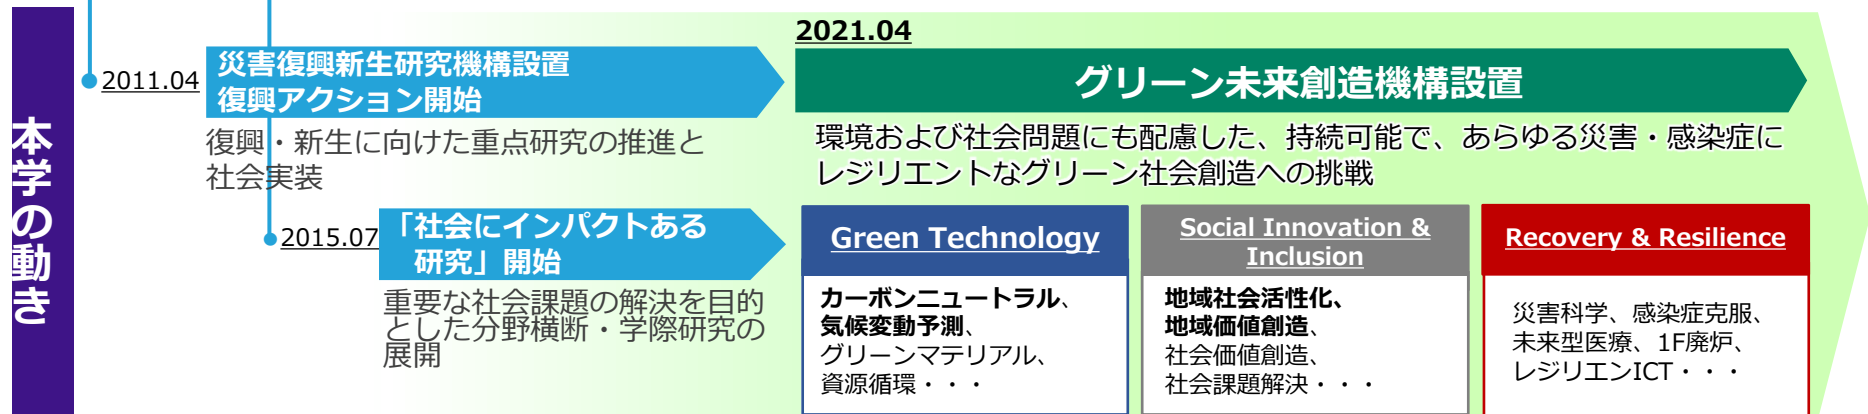 本学の動き
2011.04
災害復興新生研究機構設置
復興アクション開始
復興・新生に向けた重点研究の推進と
社会実装
2015.07
「社会にインパクトある
研究」開始
重要な社会課題の解決を目的
とした分野横断・学際研究の
展開
2021.04
グリーン未来創造機構設置
環境および社会問題にも配慮した、持続可能で、あらゆる災害・感染症に
レジリエントなグリーン社会創造への挑戦
Green Technology
カーボンニュートラル、
気候変動予測、
グリーンマテリアル、
資源循環・・・
Social Innovation &
Inclusion
地域社会活性化、
地域価値創造、
社会価値創造、
社会課題解決・・・
Recovery & Resilience
災害科学、感染症克服、
未来型医療、1F廃炉、
レジリエンICT・・・